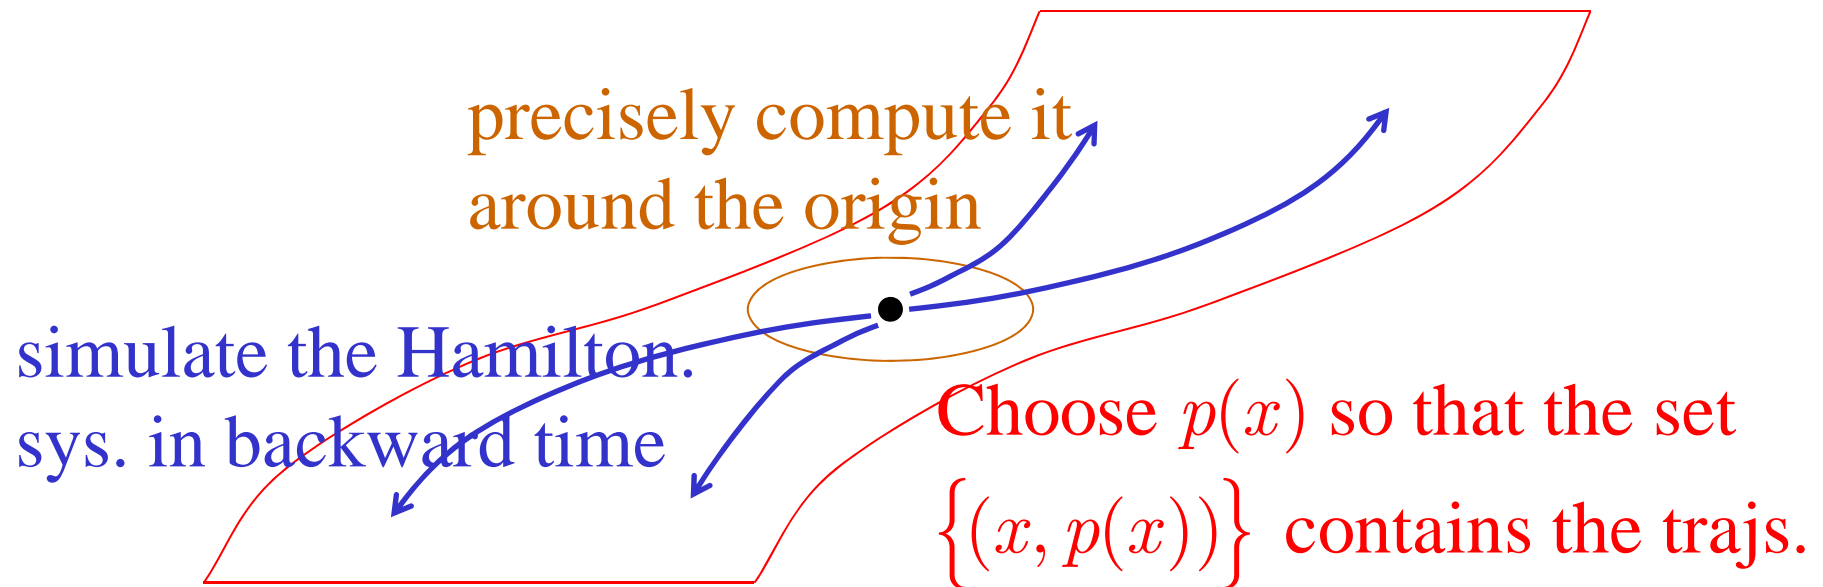 precisely compute it
around the origin
simulate the Hamilton.
sys. in backward time
Choose p(x) so that the set
{(x, p(x))} contains the trajs.